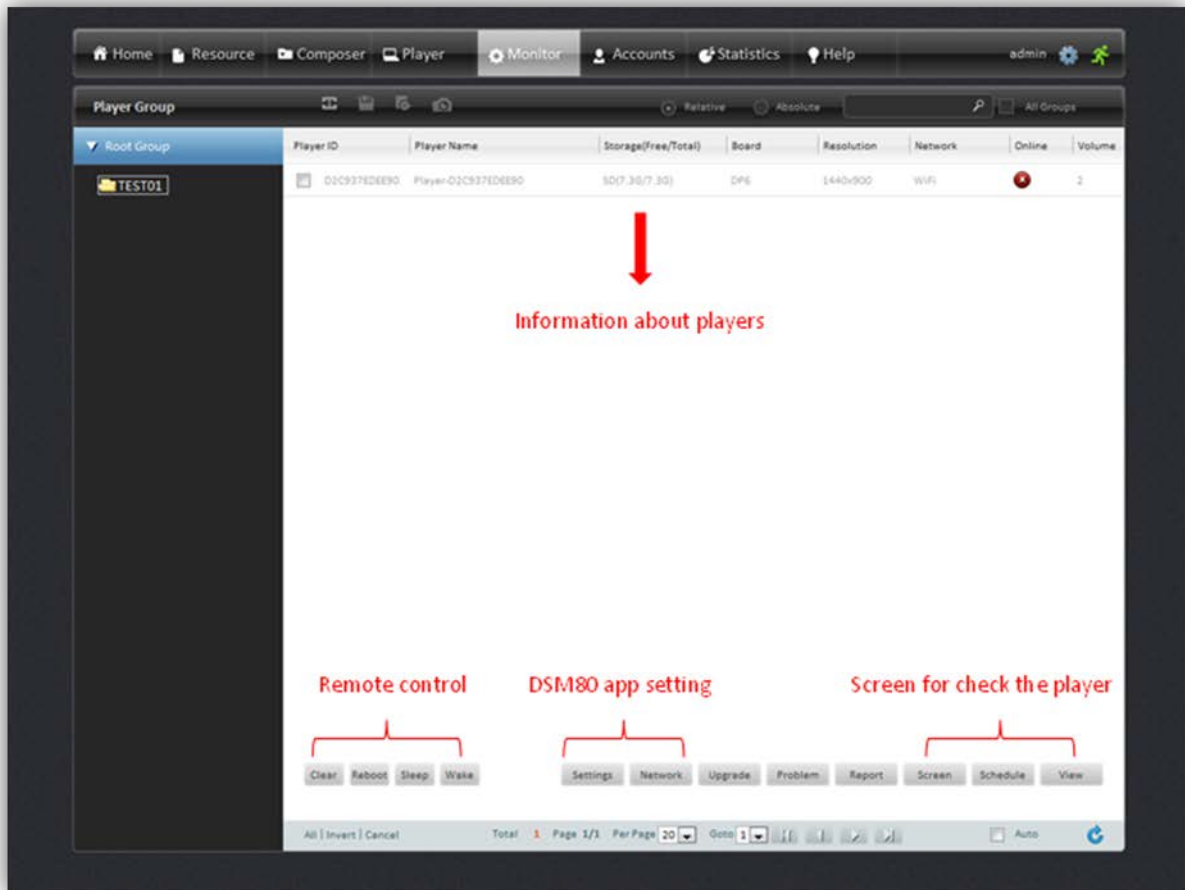 Home Resource Composer Player Monitor Accounts Statistics Help admin
Player Group Relative Absolute All Groups
Root Group Player ID Player Name Storage(Free/Total) Board Resolution Network Online Volume
TEST01 D2C937EDEE90 Player-D2C937EDEE90 SD(7.3G/7.3G) DP6 1440x900 WiFi 2
Information about players
Remote control DSM80 app setting Screen for check the player
Clear Reboot Sleep Wake Settings Network Upgrade Problem Report Screen Schedule View
All | Invert | Cancel Total 1 Page 1/1 Per Page 20 Goto 1 Auto